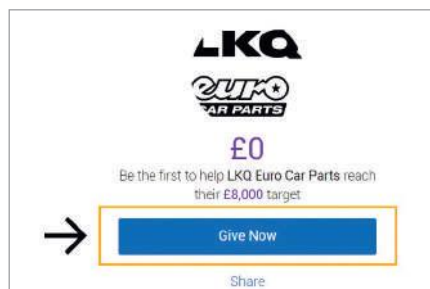 LKQ
euro
CAR PARTS
£0
Be the first to help LKQ Euro Car Parts reach
their £8,000 target
Give Now
Share